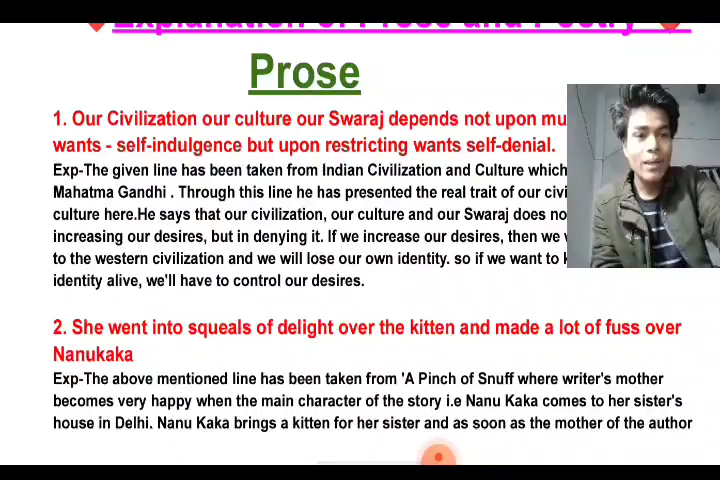 Explanation of Prose and Poetry
Prose
1. Our Civilization our culture our Swaraj depends not upon
wants - self-indulgence but upon restricting wants self-denial.
Exp-The given line has been taken from Indian Civilization and Culture which
Mahatma Gandhi . Through this line he has presented the real trait of our
culture here.He says that our civilization, our culture and our Swaraj does
increasing our desires, but in denying it. If we increase our desires, then we
to the western civilization and we will lose our own identity. so if we want to
identity alive, we'll have to control our desires.
2. She went into squeals of delight over the kitten and made a lot of fuss over
Nanukaka
Exp-The above mentioned line has been taken from 'A Pinch of Snuff where writer's mother
becomes very happy when the main character of the story i.e Nanu Kaka comes to her sister's
house in Delhi. Nanu Kaka brings a kitten for her sister and as soon as the mother of the author